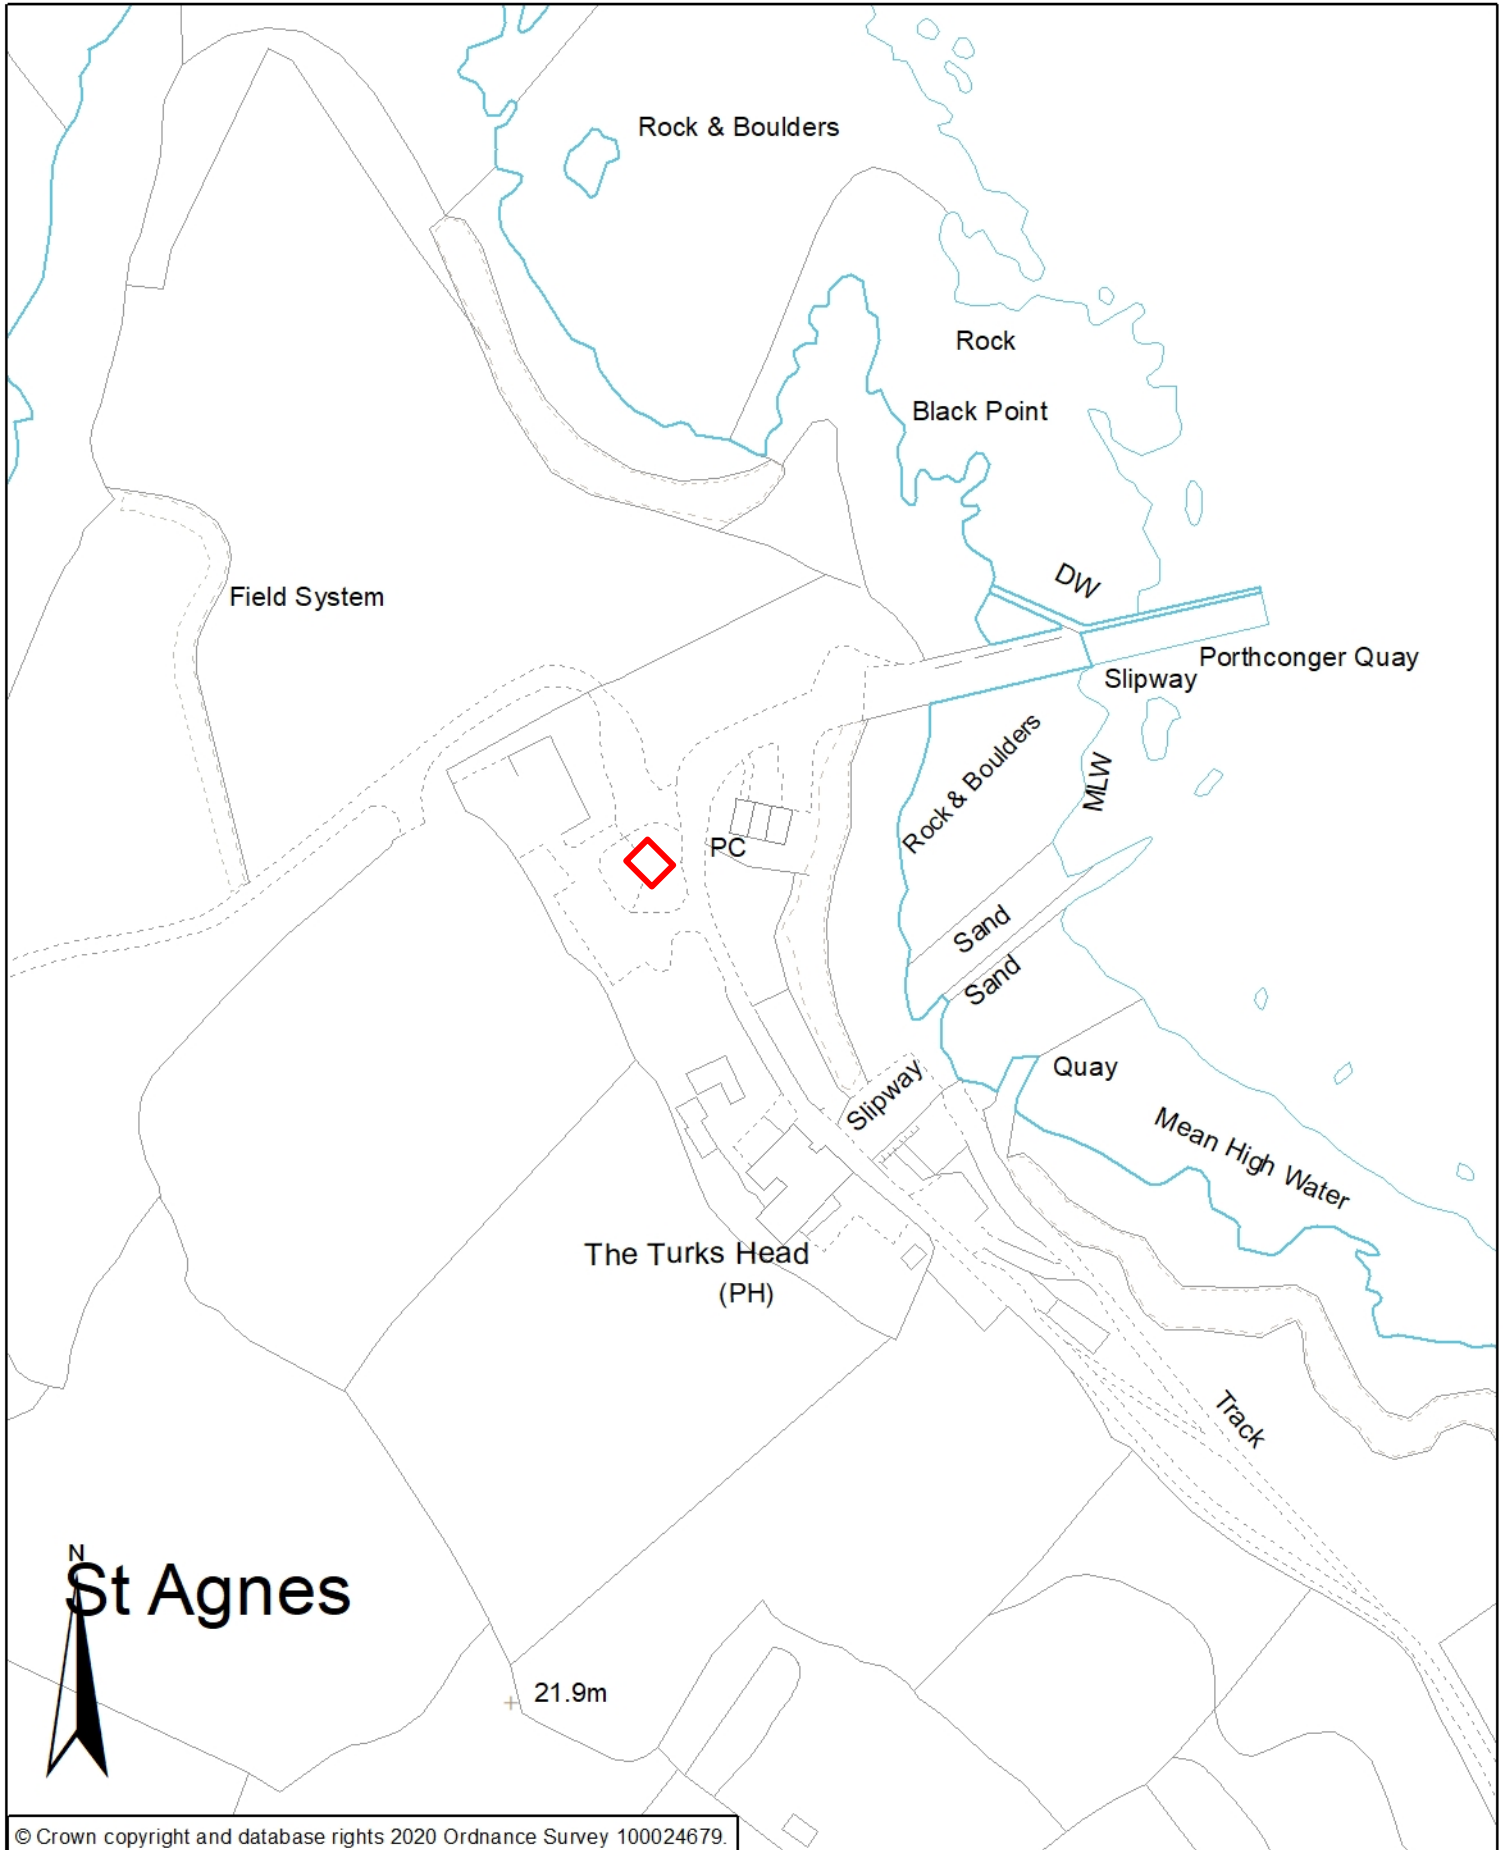 Rock & Boulders
Rock
Black Point
DW
Field System
Porthconger Quay
Slipway
Rock & Boulders
MLW
PC
Sand
Sand
Quay
Slipway
Mean High Water
The Turks Head
(PH)
Track
N
St Agnes
21.9m
© Crown copyright and database rights 2020 Ordnance Survey 100024679.